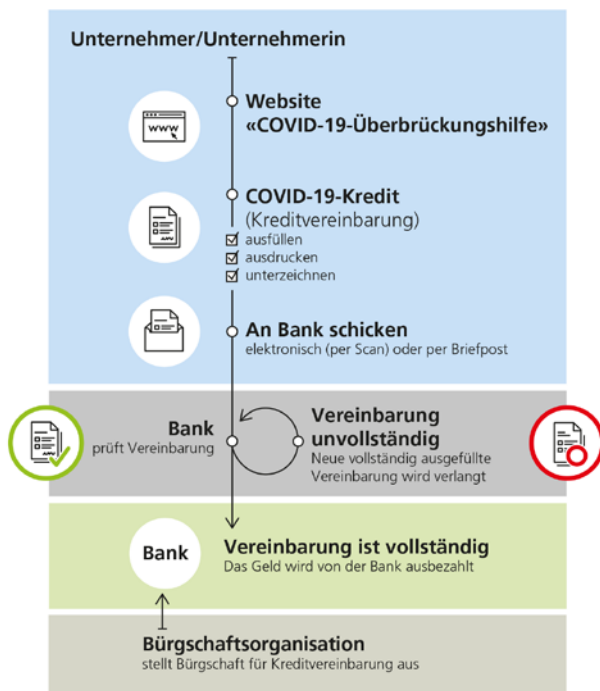 Unternehmer/Unternehmerin
Website
«COVID-19-Überbrückungshilfe»
www
COVID-19-Kredit
(Kreditvereinbarung)
ausfüllen
ausdrucken
unterzeichnen
An Bank schicken
elektronisch (per Scan) oder per Briefpost
Bank
prüft Vereinbarung
Vereinbarung
unvollständig
Neue vollständig ausgefüllte
Vereinbarung wird verlangt
Bank
Vereinbarung ist vollständig
Das Geld wird von der Bank ausbezahlt
Bürgschaftsorganisation
stellt Bürgschaft für Kreditvereinbarung aus